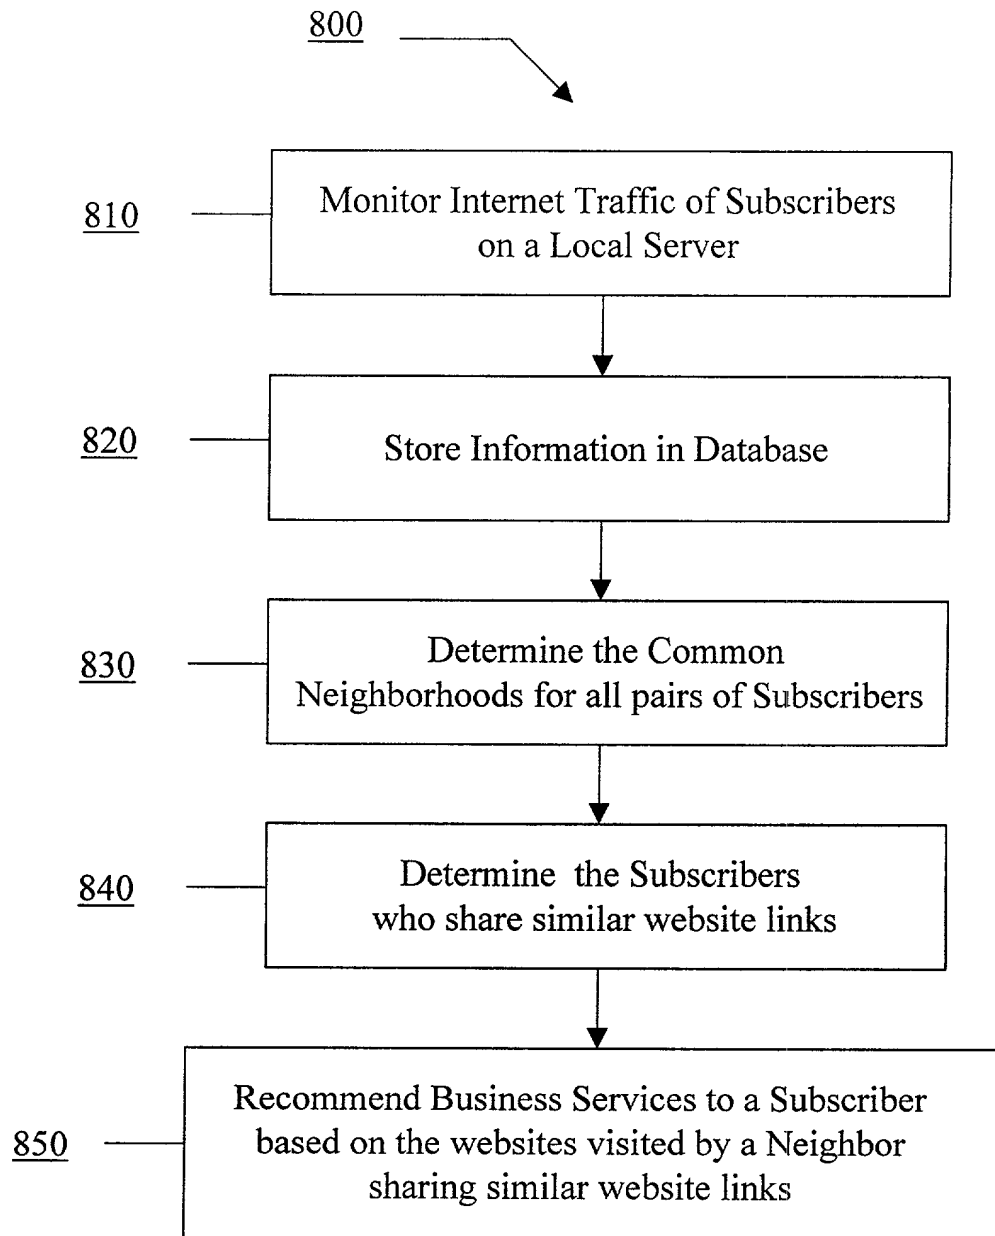 800
810
Monitor Internet Traffic of Subscribers
on a Local Server
820
Store Information in Database
830
Determine the Common
Neighborhoods for all pairs of Subscribers
840
Determine the Subscribers
who share similar website links
850
Recommend Business Services to a Subscriber
based on the websites visited by a Neighbor
sharing similar website links